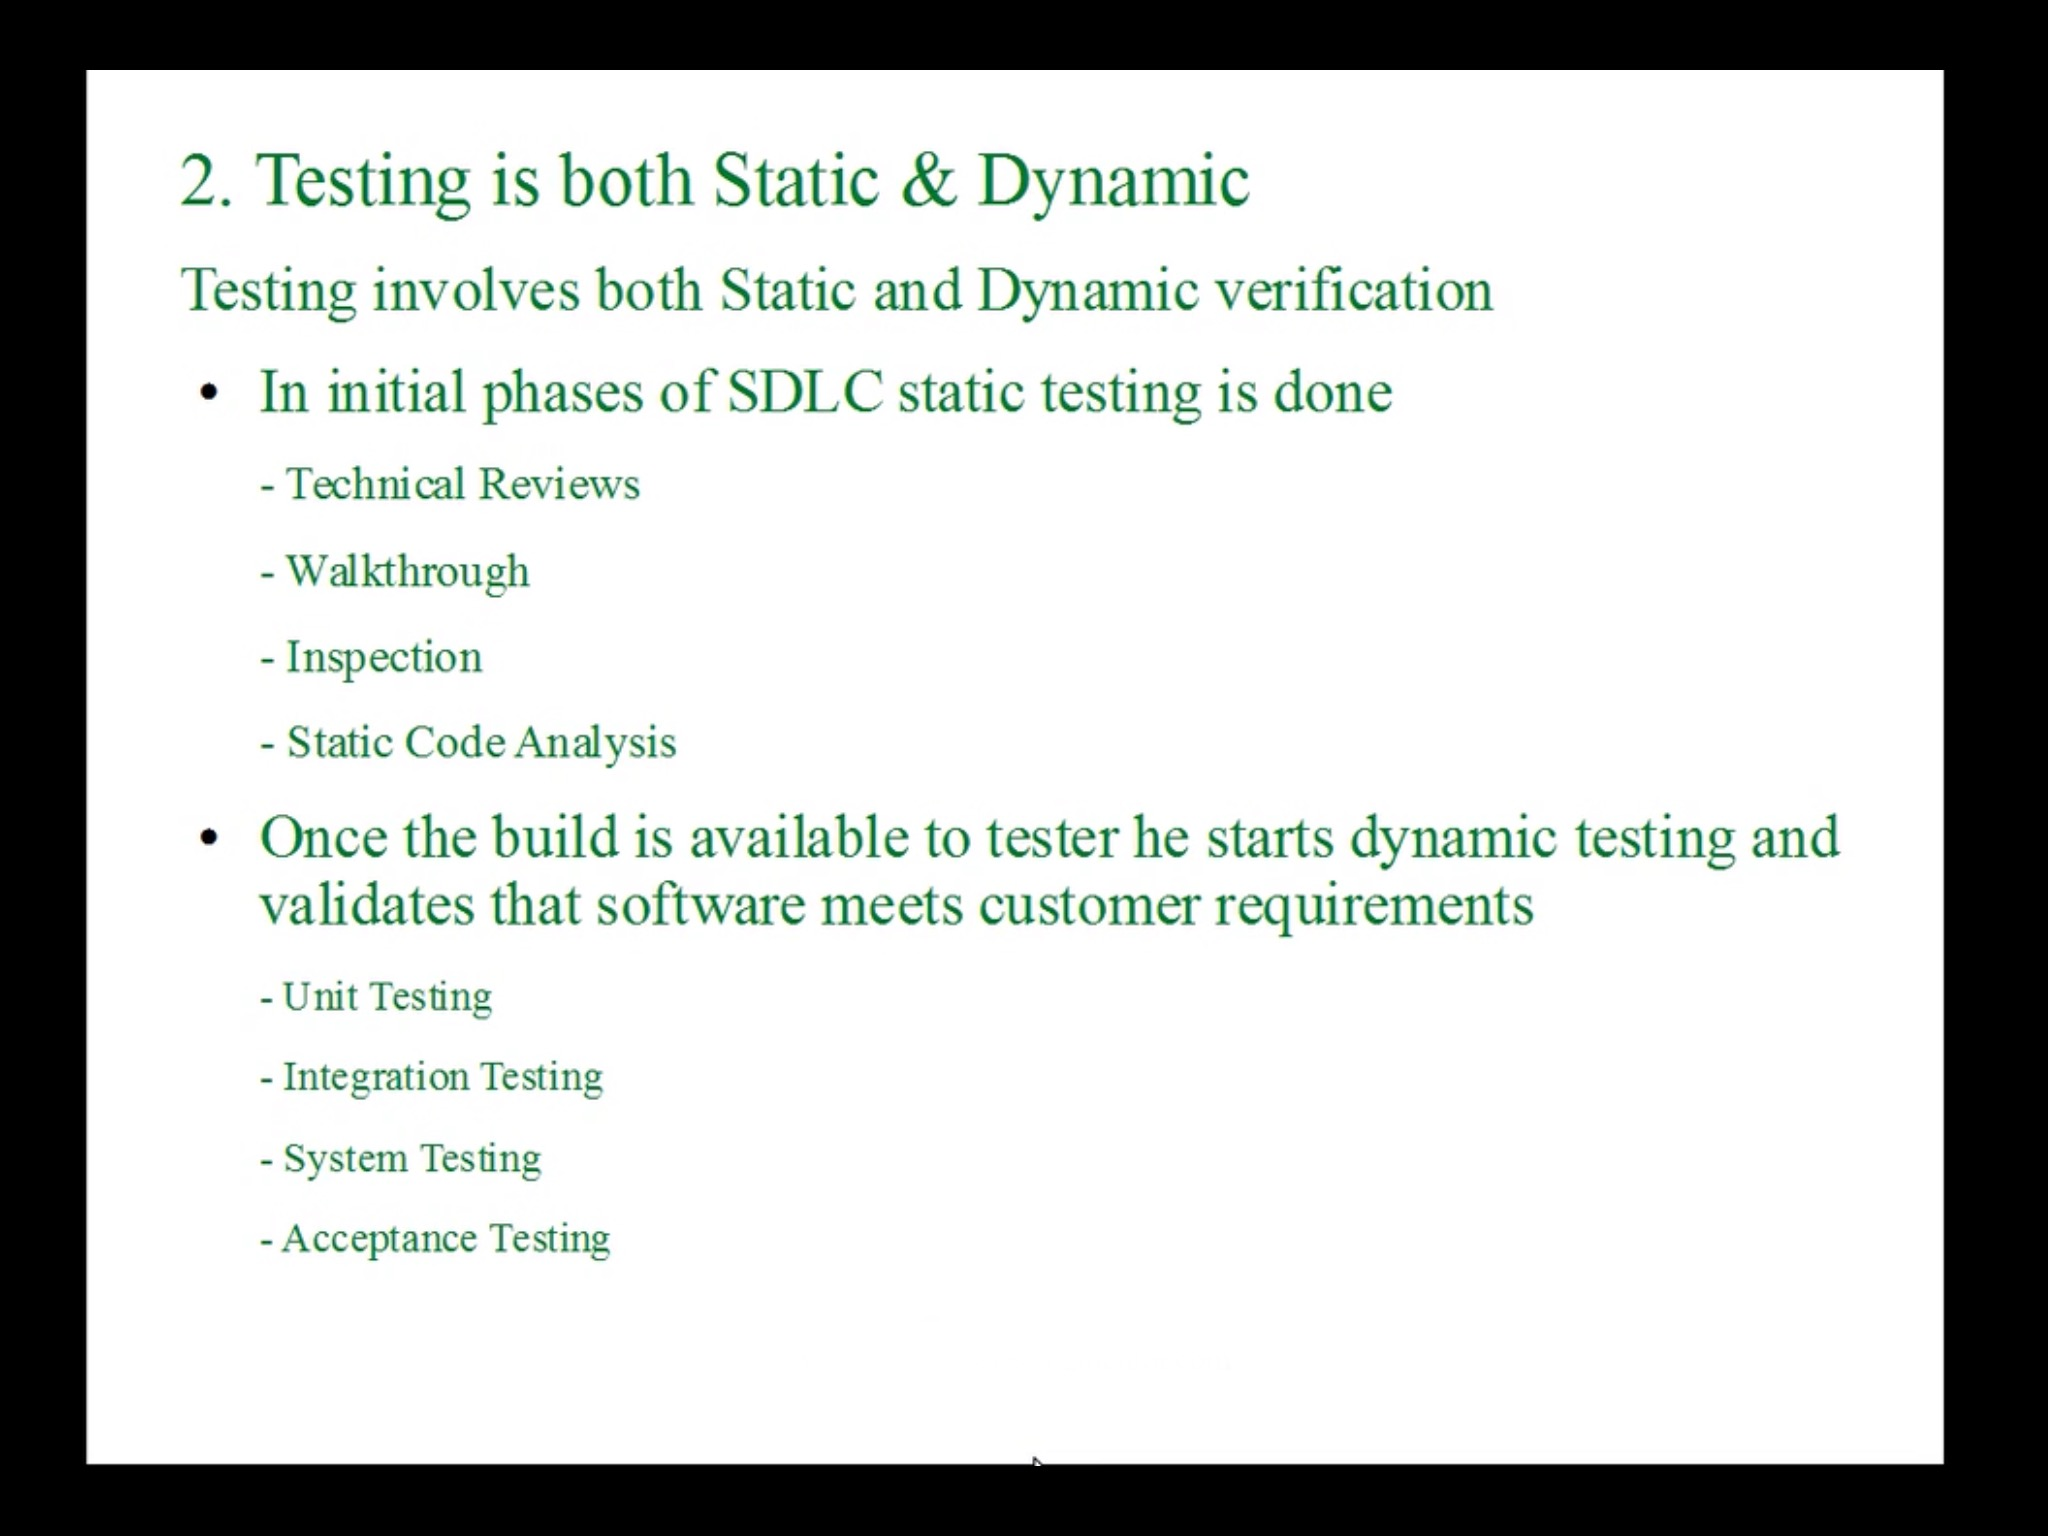 2. Testing is both Static & Dynamic
Testing involves both Static and Dynamic verification
• In initial phases of SDLC static testing is done
- Technical Reviews
- Walkthrough
- Inspection
- Static Code Analysis
• Once the build is available to tester he starts dynamic testing and
validates that software meets customer requirements
- Unit Testing
- Integration Testing
- System Testing
- Acceptance Testing